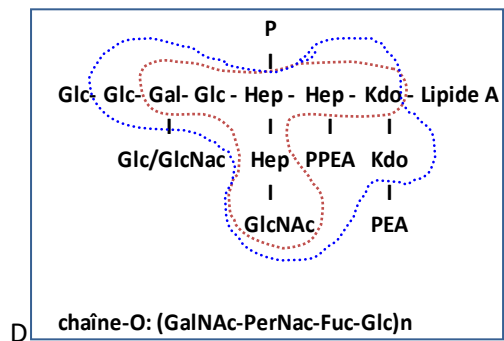 P
Glc- Glc- Gal- Glc - Hep - Hep - Kdo - Lipide A
Glc/GlcNac Hep PPEA Kdo
GlcNAc PEA
D chaîne-O: (GalNAc-PerNac-Fuc-Glc)n